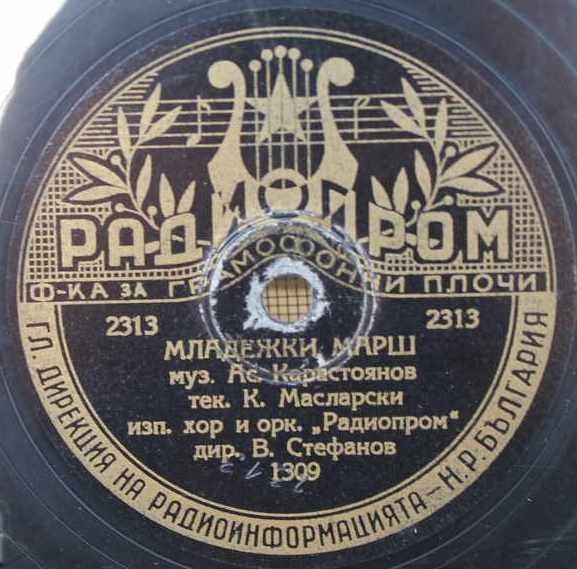 РАДИОПРОМ
Ф-КА ЗА ГРАМОФОННИ ПЛОЧИ
2313 2313
МЛАДЕЖКИ МАРШ
муз. Ас. Карастоянов
тек. К. Масларски
изп. хор и орк. „Радиопром“
дир. В. Стефанов
1309
ГЛ. ДИРЕКЦИЯ НА РАДИОИНФОРМАЦИЯТА – Н.Р. БЪЛГАРИЯ